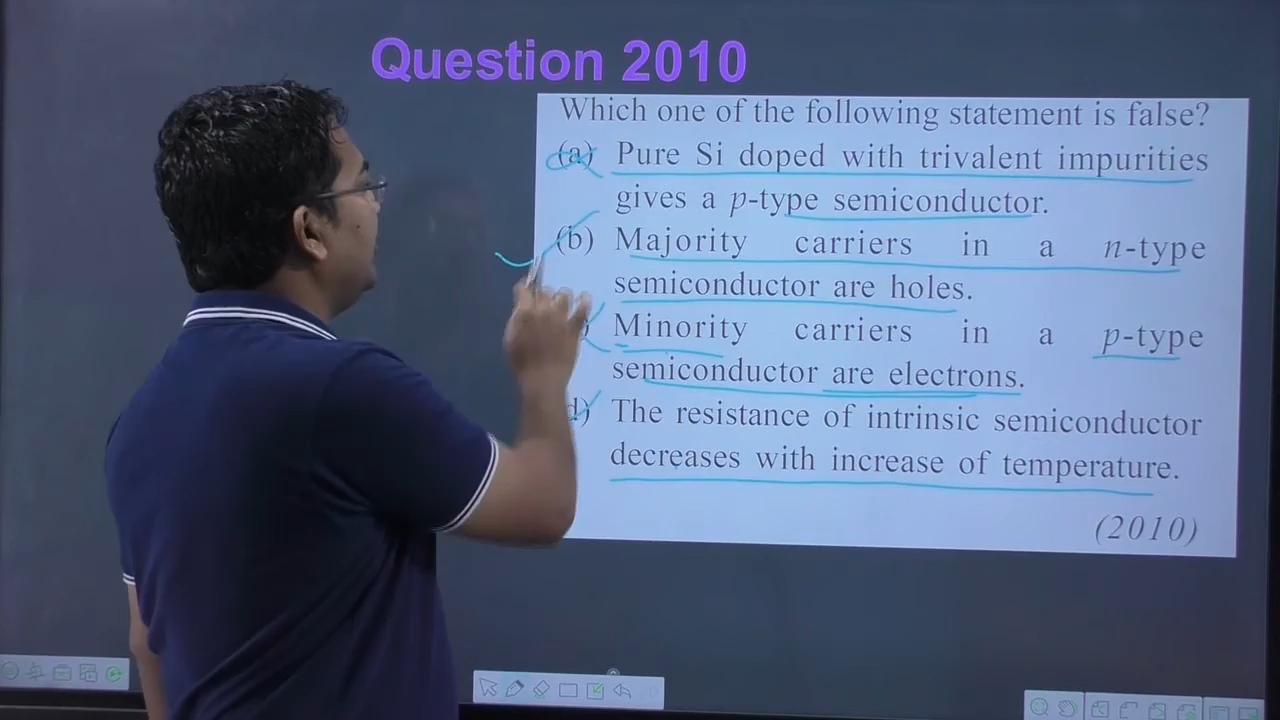 Question 2010
Which one of the following statement is false?
(a) Pure Si doped with trivalent impurities
gives a p-type semiconductor.
(b) Majority carriers in a n-type
semiconductor are holes.
) Minority carriers in a p-type
semiconductor are electrons.
d) The resistance of intrinsic semiconductor
decreases with increase of temperature.
(2010)